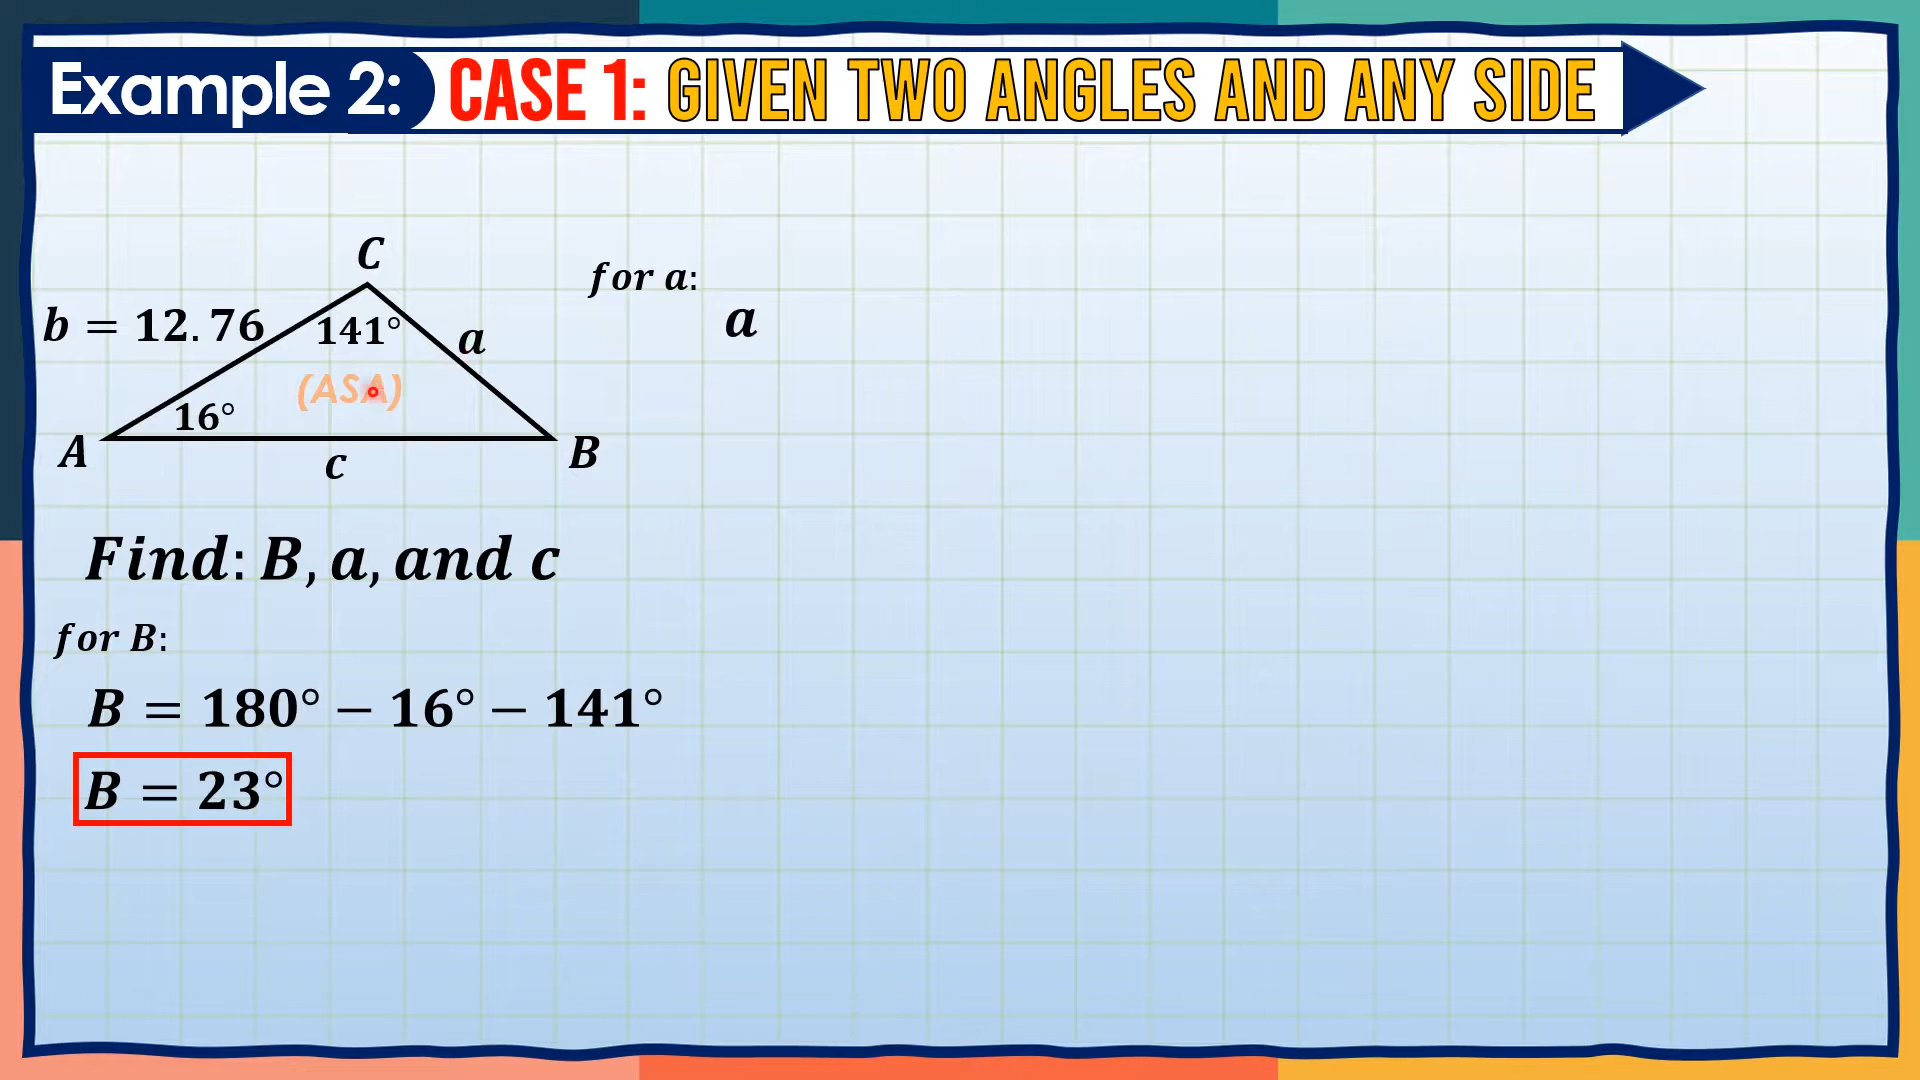 Example 2: CASE 1: GIVEN TWO ANGLES AND ANY SIDE
C
b = 12.76
141°
a
(ASA)
16°
A
c
B
Find: B, a, and c
for B:
B = 180° − 16° − 141°
B = 23°
for a:
a